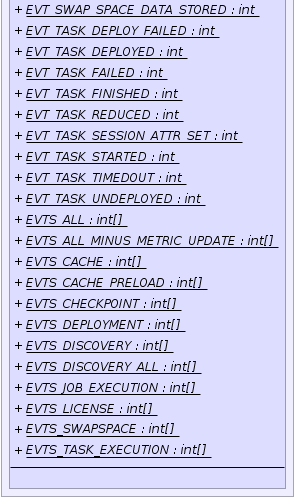 + EVT_SWAP_SPACE_DATA_STORED : int
+ EVT_TASK_DEPLOY_FAILED : int
+ EVT_TASK_DEPLOYED : int
+ EVT_TASK_FAILED : int
+ EVT_TASK_FINISHED : int
+ EVT_TASK_REDUCED : int
+ EVT_TASK_SESSION_ATTR_SET : int
+ EVT_TASK_STARTED : int
+ EVT_TASK_TIMEDOUT : int
+ EVT_TASK_UNDEPLOYED : int
+ EVTS_ALL : int[]
+ EVTS_ALL_MINUS_METRIC_UPDATE : int[]
+ EVTS_CACHE : int[]
+ EVTS_CACHE_PRELOAD : int[]
+ EVTS_CHECKPOINT : int[]
+ EVTS_DEPLOYMENT : int[]
+ EVTS_DISCOVERY : int[]
+ EVTS_DISCOVERY_ALL : int[]
+ EVTS_JOB_EXECUTION : int[]
+ EVTS_LICENSE : int[]
+ EVTS_SWAPSPACE : int[]
+ EVTS_TASK_EXECUTION : int[]